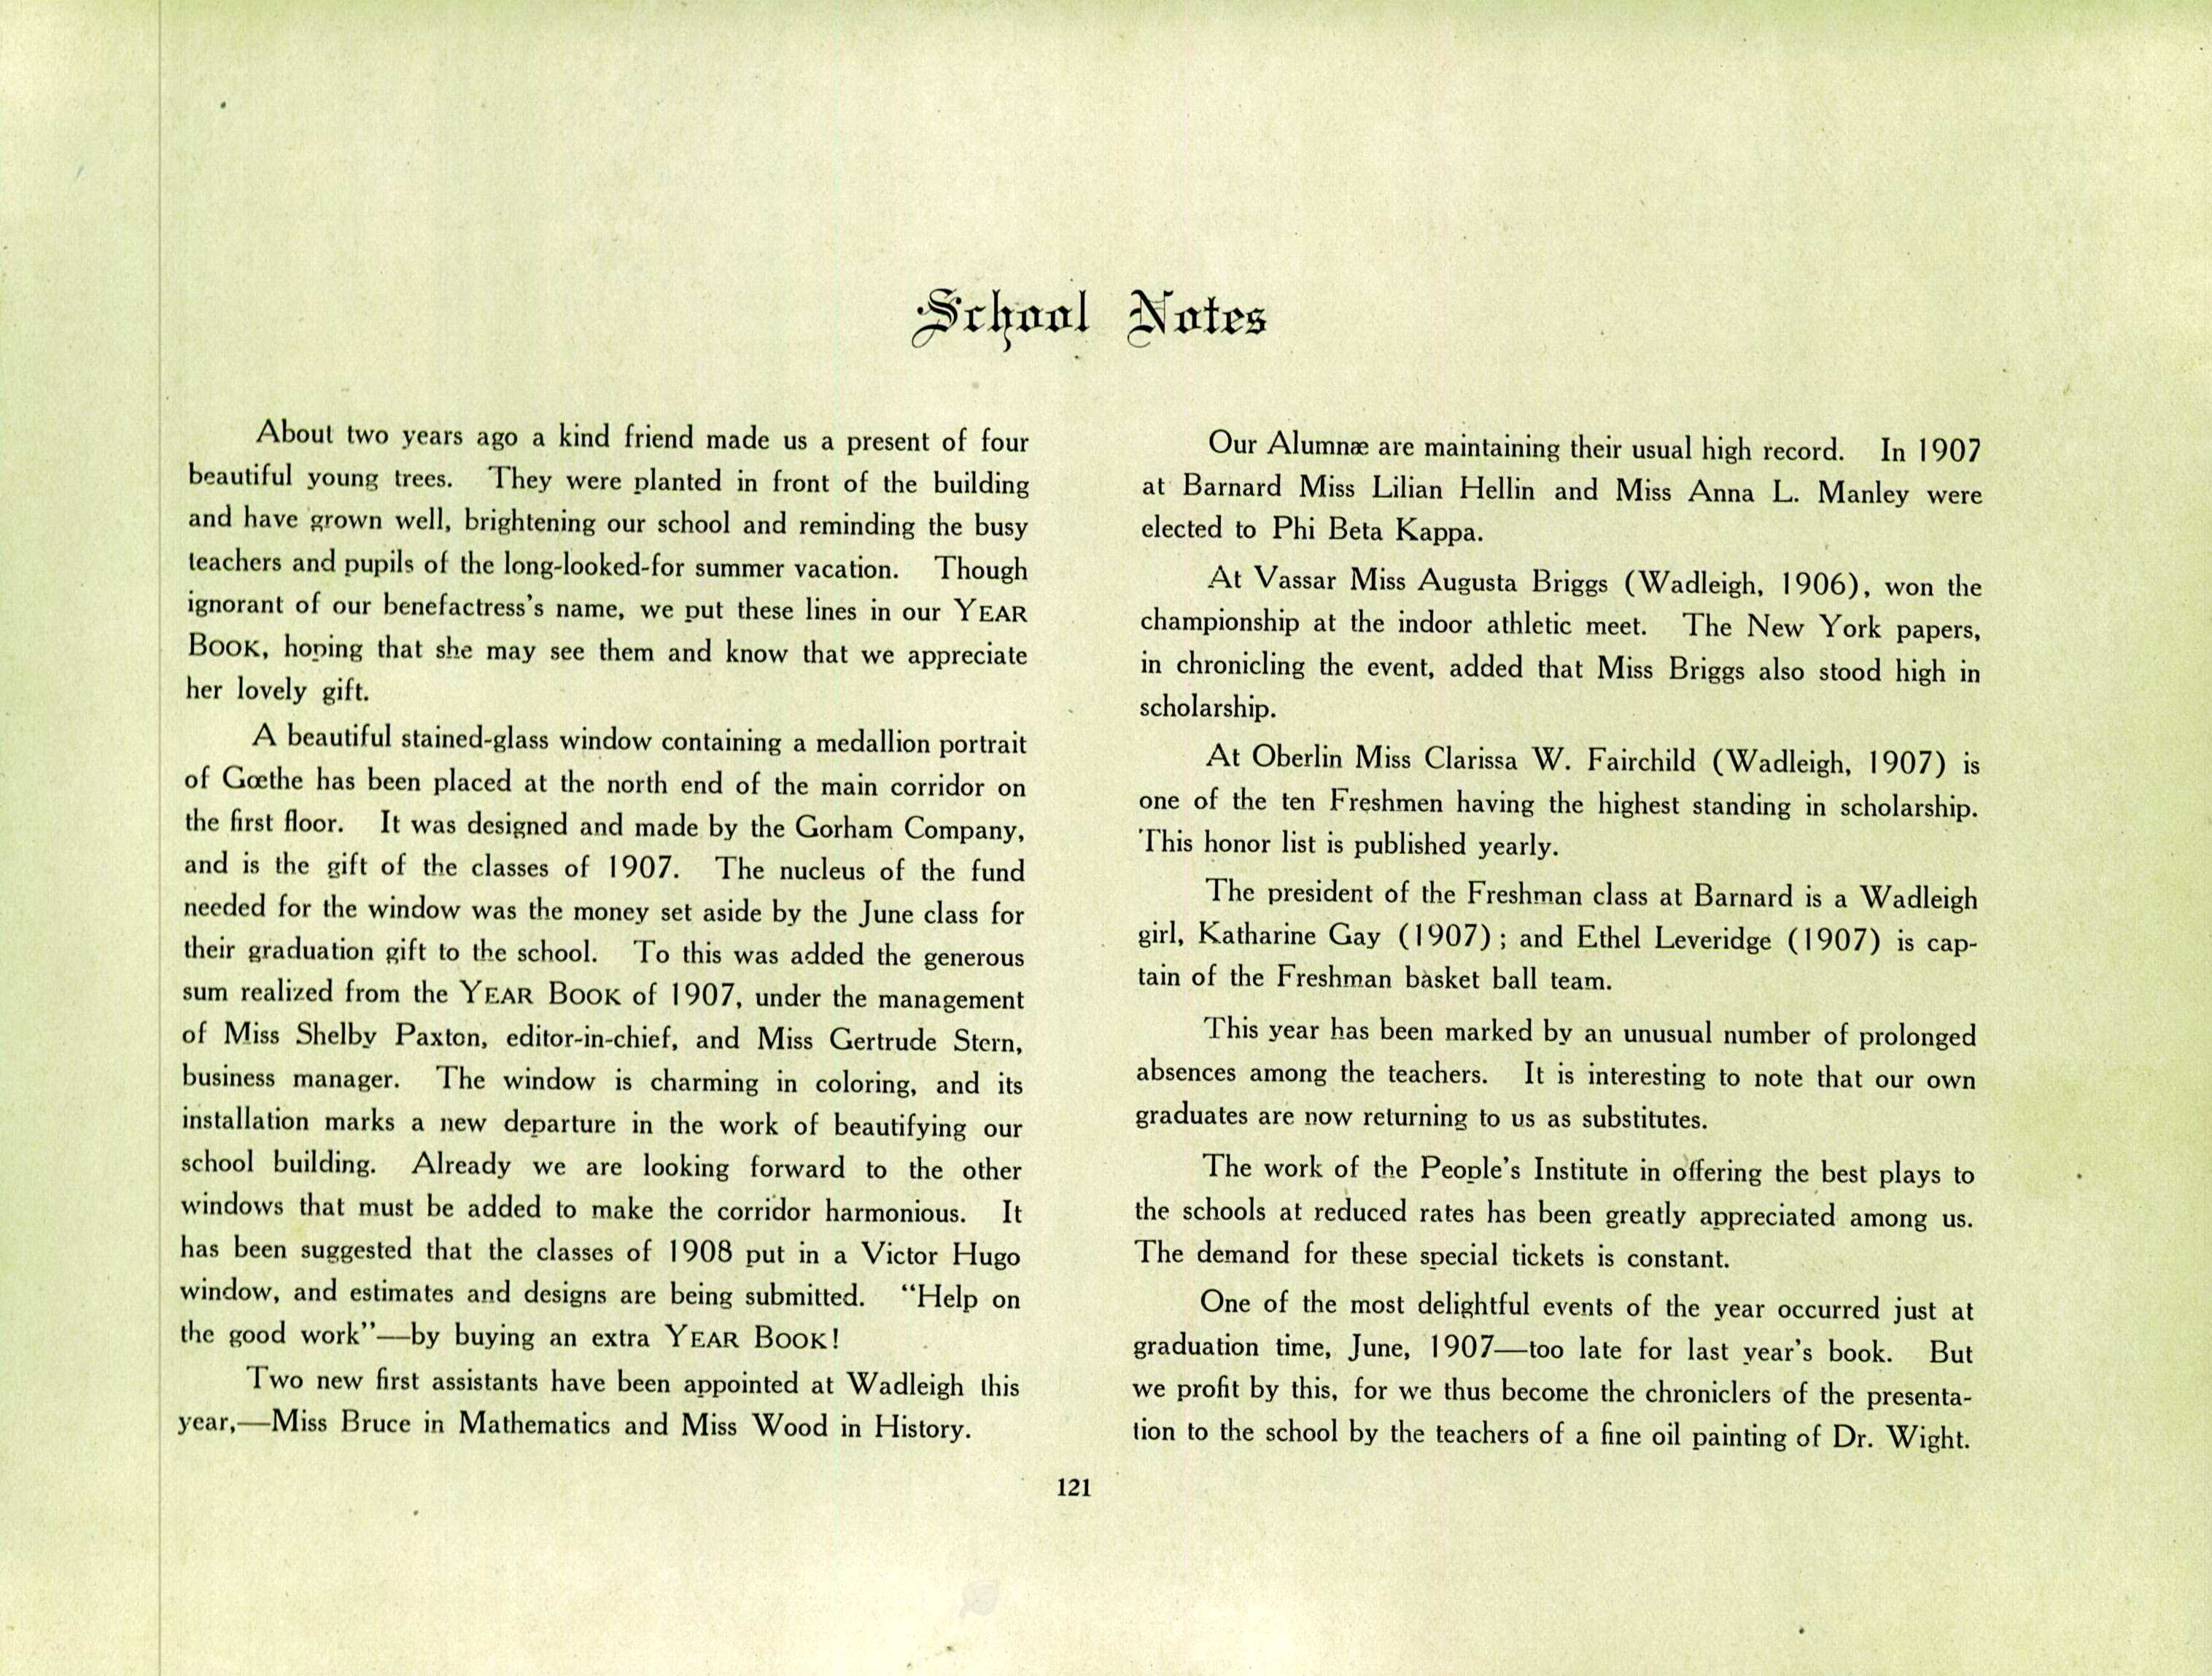 School Notes
About two years ago a kind friend made us a present of four
beautiful young trees. They were planted in front of the building
and have grown well, brightening our school and reminding the busy
teachers and pupils of the long-looked-for summer vacation. Though
ignorant of our benefactress's name, we put these lines in our YEAR
BOOK, hoping that she may see them and know that we appreciate
her lovely gift.
A beautiful stained-glass window containing a medallion portrait
of Gœthe has been placed at the north end of the main corridor on
the first floor. It was designed and made by the Gorham Company,
and is the gift of the classes of 1907. The nucleus of the fund
needed for the window was the money set aside by the June class for
their graduation gift to the school. To this was added the generous
sum realized from the YEAR BOOK of 1907, under the management
of Miss Shelby Paxton, editor-in-chief, and Miss Gertrude Stern,
business manager. The window is charming in coloring, and its
installation marks a new departure in the work of beautifying our
school building. Already we are looking forward to the other
windows that must be added to make the corridor harmonious. It
has been suggested that the classes of 1908 put in a Victor Hugo
window, and estimates and designs are being submitted. "Help on
the good work"—by buying an extra YEAR BOOK!
Two new first assistants have been appointed at Wadleigh this
year,—Miss Bruce in Mathematics and Miss Wood in History.
Our Alumnæ are maintaining their usual high record. In 1907
at Barnard Miss Lilian Hellin and Miss Anna L. Manley were
elected to Phi Beta Kappa.
At Vassar Miss Augusta Briggs (Wadleigh, 1906), won the
championship at the indoor athletic meet. The New York papers,
in chronicling the event, added that Miss Briggs also stood high in
scholarship.
At Oberlin Miss Clarissa W. Fairchild (Wadleigh, 1907) is
one of the ten Freshmen having the highest standing in scholarship.
This honor list is published yearly.
The president of the Freshman class at Barnard is a Wadleigh
girl, Katharine Gay (1907); and Ethel Leveridge (1907) is cap-
tain of the Freshman basket ball team.
This year has been marked by an unusual number of prolonged
absences among the teachers. It is interesting to note that our own
graduates are now returning to us as substitutes.
The work of the People's Institute in offering the best plays to
the schools at reduced rates has been greatly appreciated among us.
The demand for these special tickets is constant.
One of the most delightful events of the year occurred just at
graduation time, June, 1907—too late for last year's book. But
we profit by this, for we thus become the chroniclers of the presenta-
tion to the school by the teachers of a fine oil painting of Dr. Wight.
121